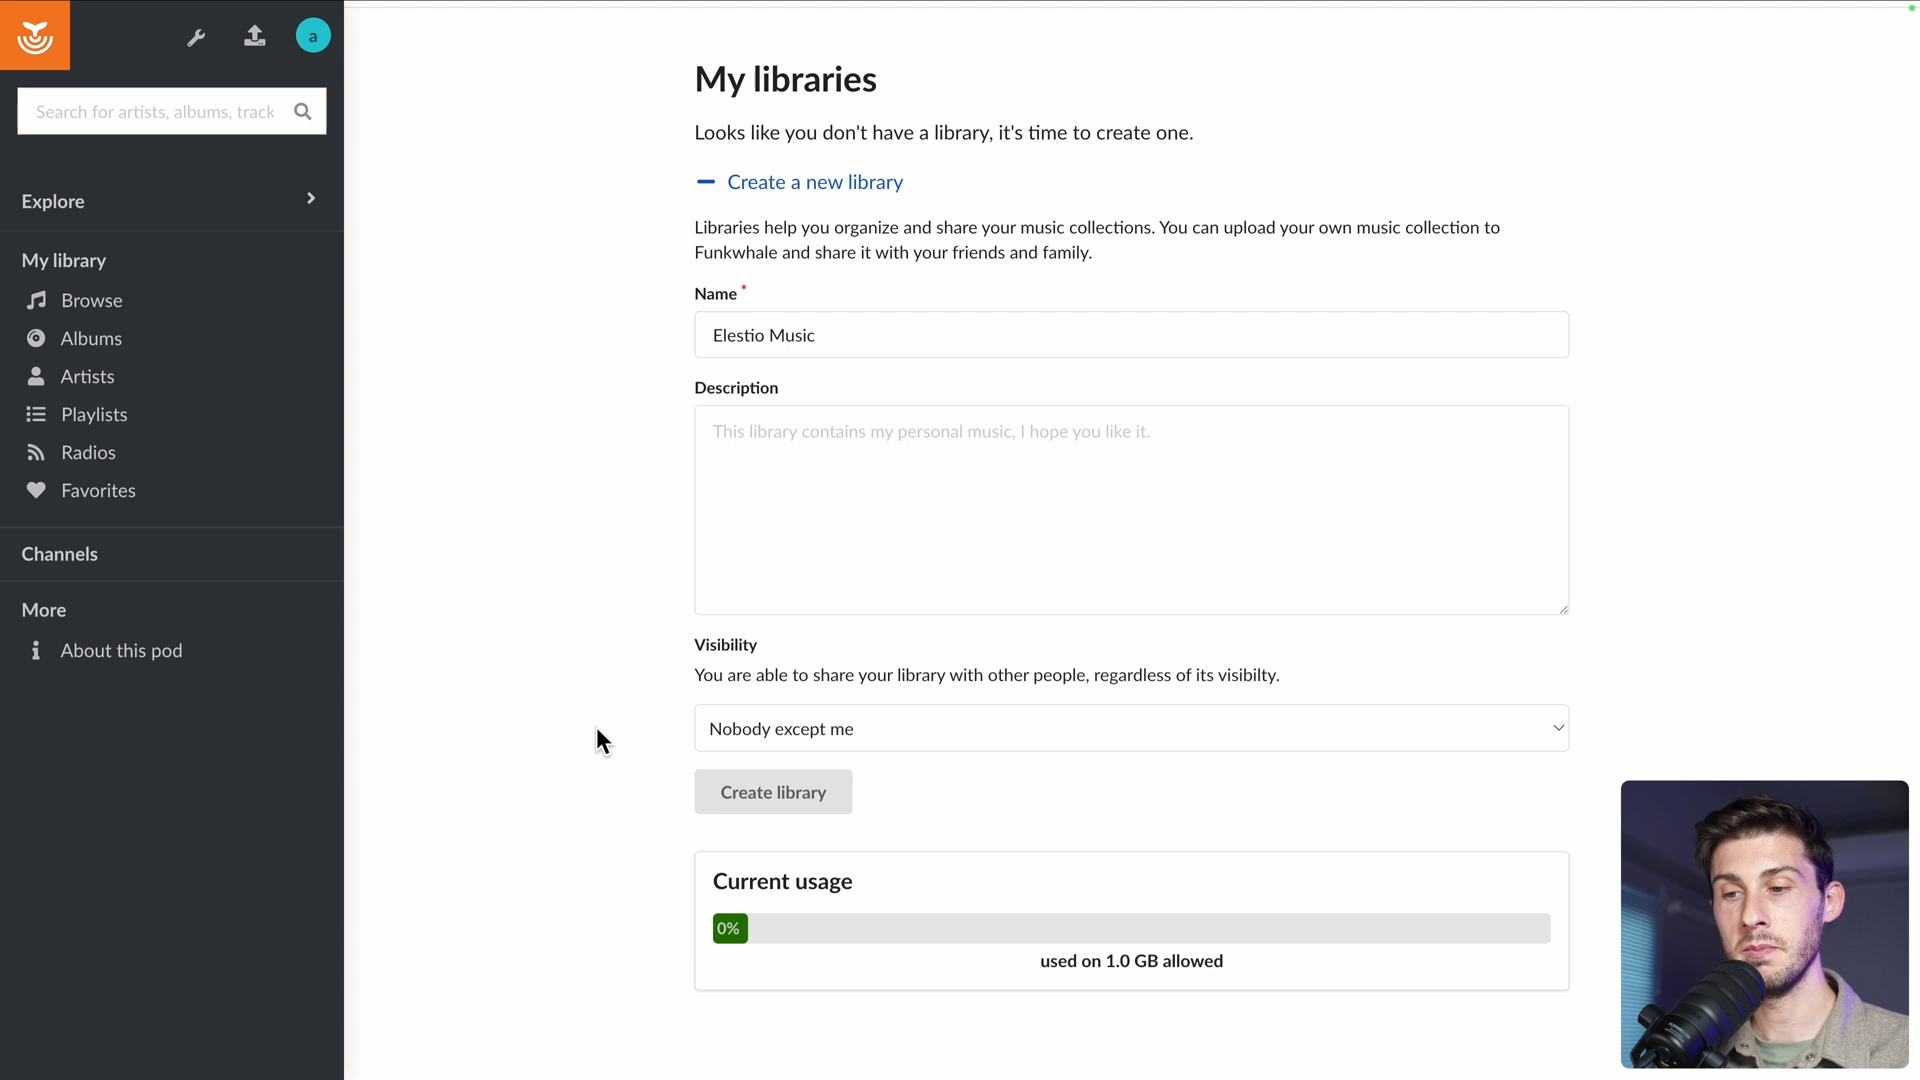 a
Search for artists, albums, track
Explore
My library
Browse
Albums
Artists
Playlists
Radios
Favorites
Channels
More
About this pod
My libraries
Looks like you don't have a library, it's time to create one.
Create a new library
Libraries help you organize and share your music collections. You can upload your own music collection to
Funkwhale and share it with your friends and family.
Name *
Elestio Music
Description
This library contains my personal music, I hope you like it.
Visibility
You are able to share your library with other people, regardless of its visibilty.
Nobody except me
Create library
Current usage
0%
used on 1.0 GB allowed